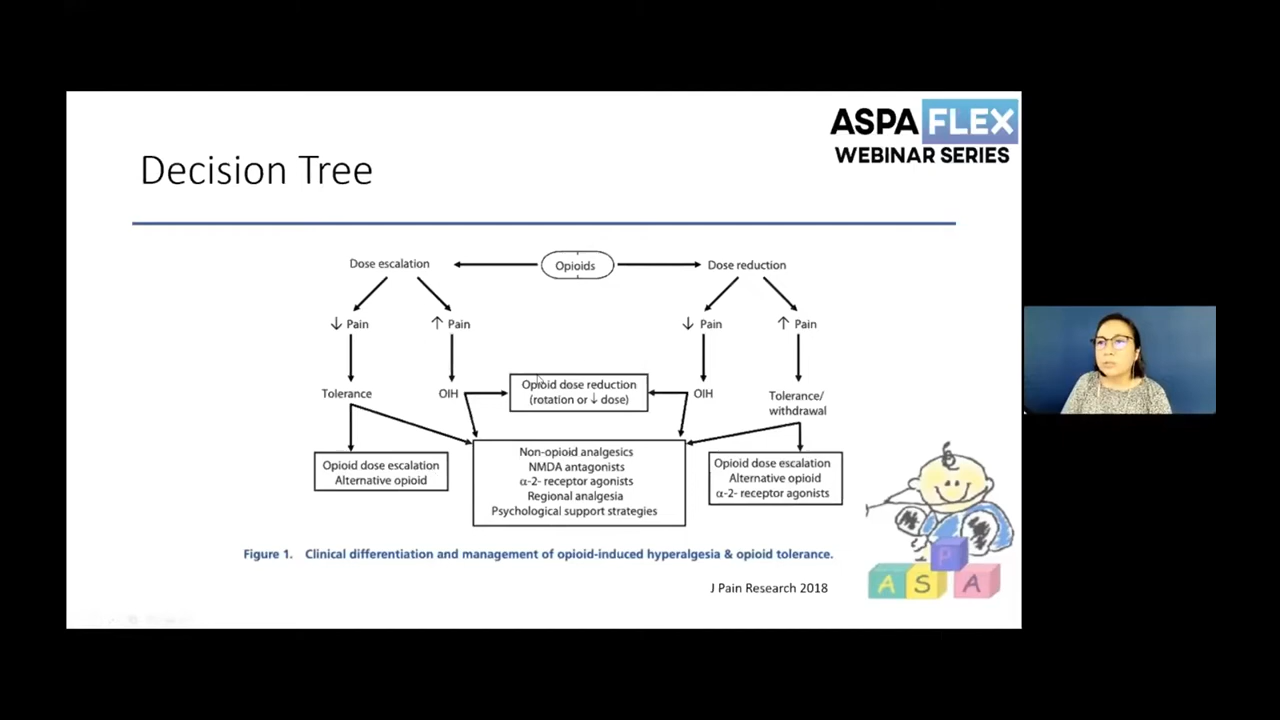 ASPA FLEX
WEBINAR SERIES
Decision Tree
Dose escalation
Opioids
Dose reduction
↓ Pain
↑ Pain
↓ Pain
↑ Pain
Tolerance
OIH
Opioid dose reduction
(rotation or ↓ dose)
OIH
Tolerance/
withdrawal
Opioid dose escalation
Alternative opioid
Non-opioid analgesics
NMDA antagonists
α-2- receptor agonists
Regional analgesia
Psychological support strategies
Opioid dose escalation
Alternative opioid
α-2- receptor agonists
Figure 1. Clinical differentiation and management of opioid-induced hyperalgesia & opioid tolerance.
J Pain Research 2018
P
A S A